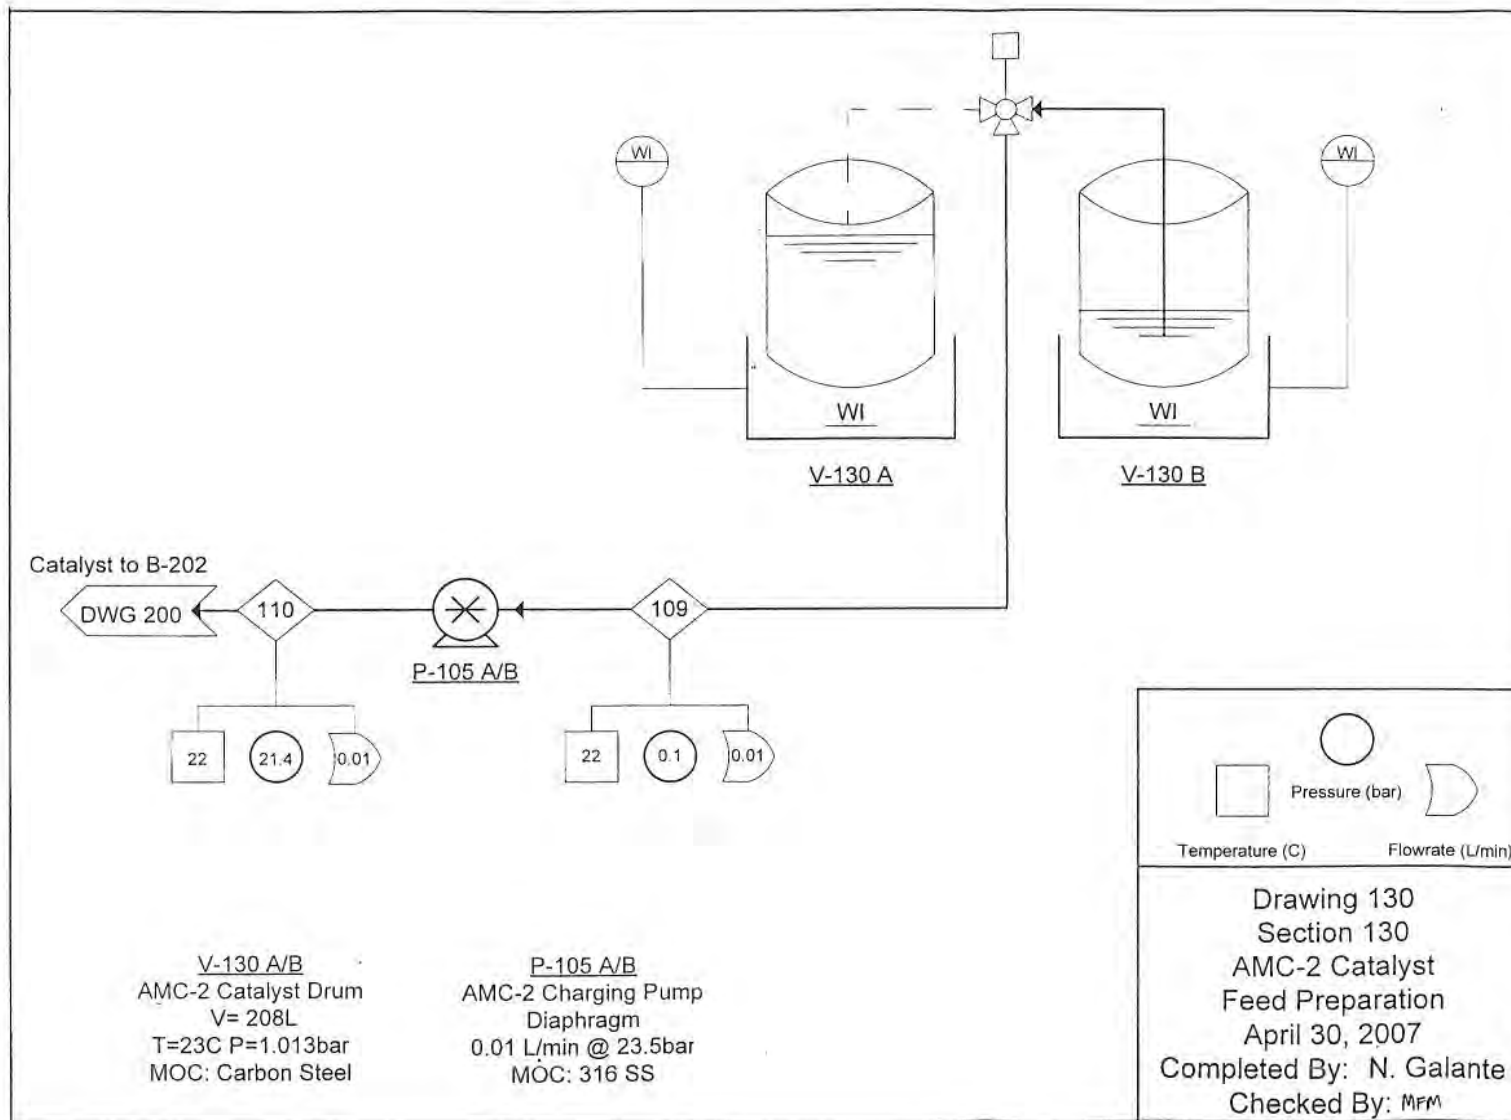 WI
WI
WI
WI
V-130 A
V-130 B
Catalyst to B-202
DWG 200
110
109
P-105 A/B
22
21.4
0.01
22
0.1
0.01
Pressure (bar)
Temperature (C)
Flowrate (L/min)
V-130 A/B
AMC-2 Catalyst Drum
V= 208L
T=23C P=1.013bar
MOC: Carbon Steel
P-105 A/B
AMC-2 Charging Pump
Diaphragm
0.01 L/min @ 23.5bar
MOC: 316 SS
Drawing 130
Section 130
AMC-2 Catalyst
Feed Preparation
April 30, 2007
Completed By: N. Galante
Checked By: MFM